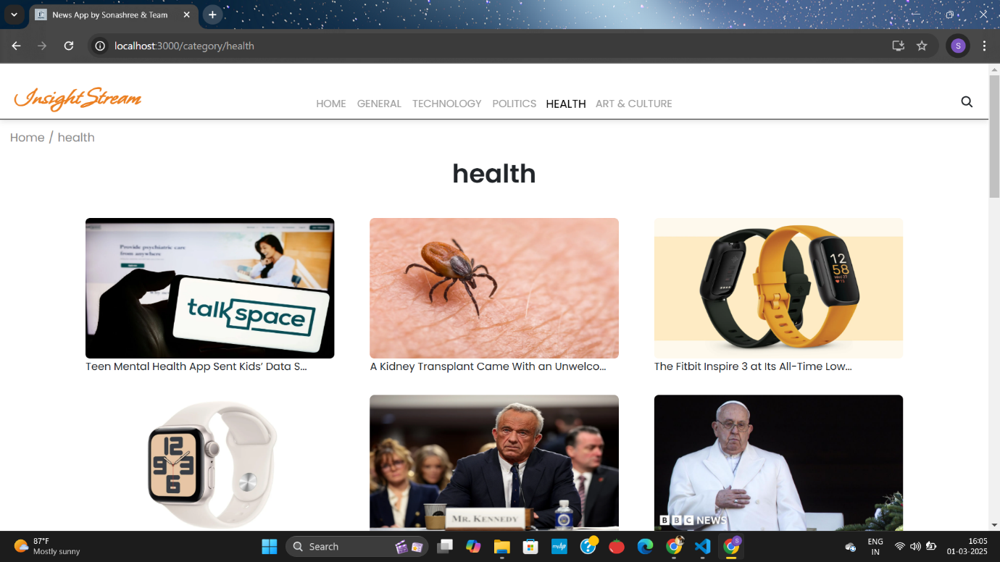 News App by Sonashree & Team
localhost:3000/category/health
S
InsightStream
HOME GENERAL TECHNOLOGY POLITICS HEALTH ART & CULTURE
Home / health
health
Provide psychiatric care
from anywhere
talkspace
12
58
Teen Mental Health App Sent Kids’ Data S...
A Kidney Transplant Came With an Unwelco...
The Fitbit Inspire 3 at Its All-Time Low...
12
9 3
6
MR. KENNEDY
BBC NEWS
87°F
Mostly sunny
Search
ENG
IN
16:05
01-03-2025